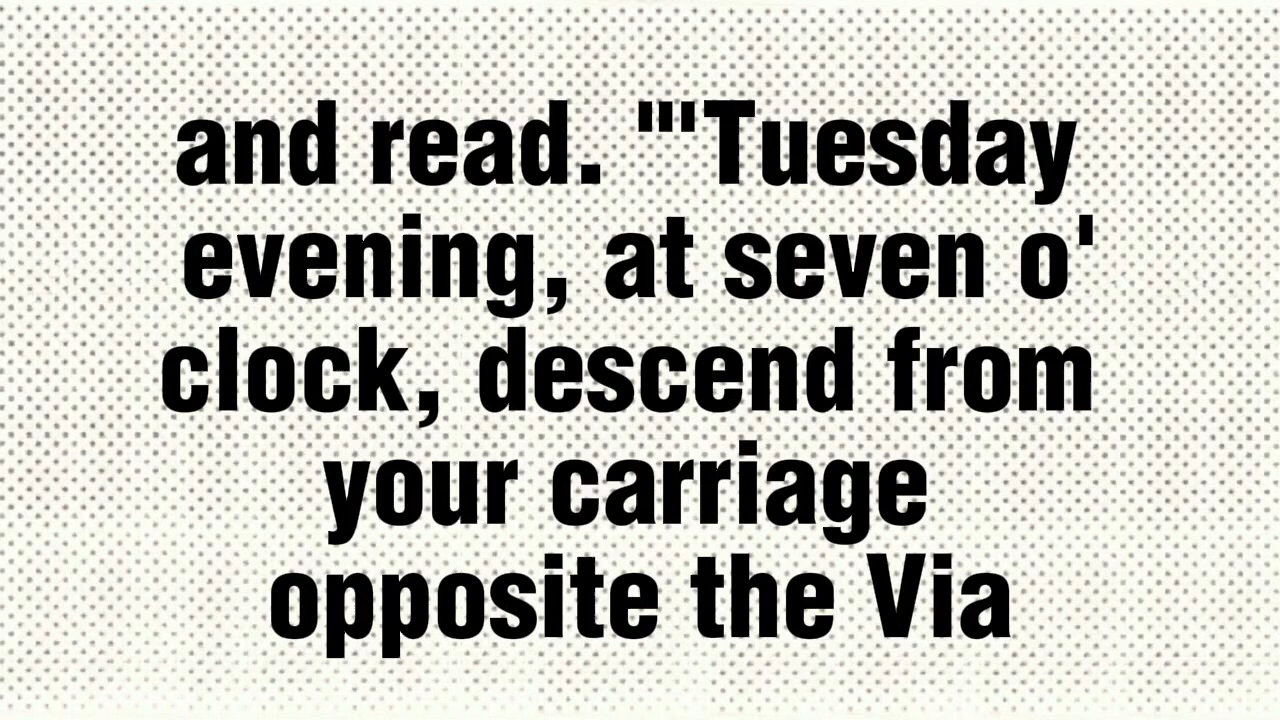 and read. "'Tuesday
evening, at seven o'
clock, descend from
your carriage
opposite the Via